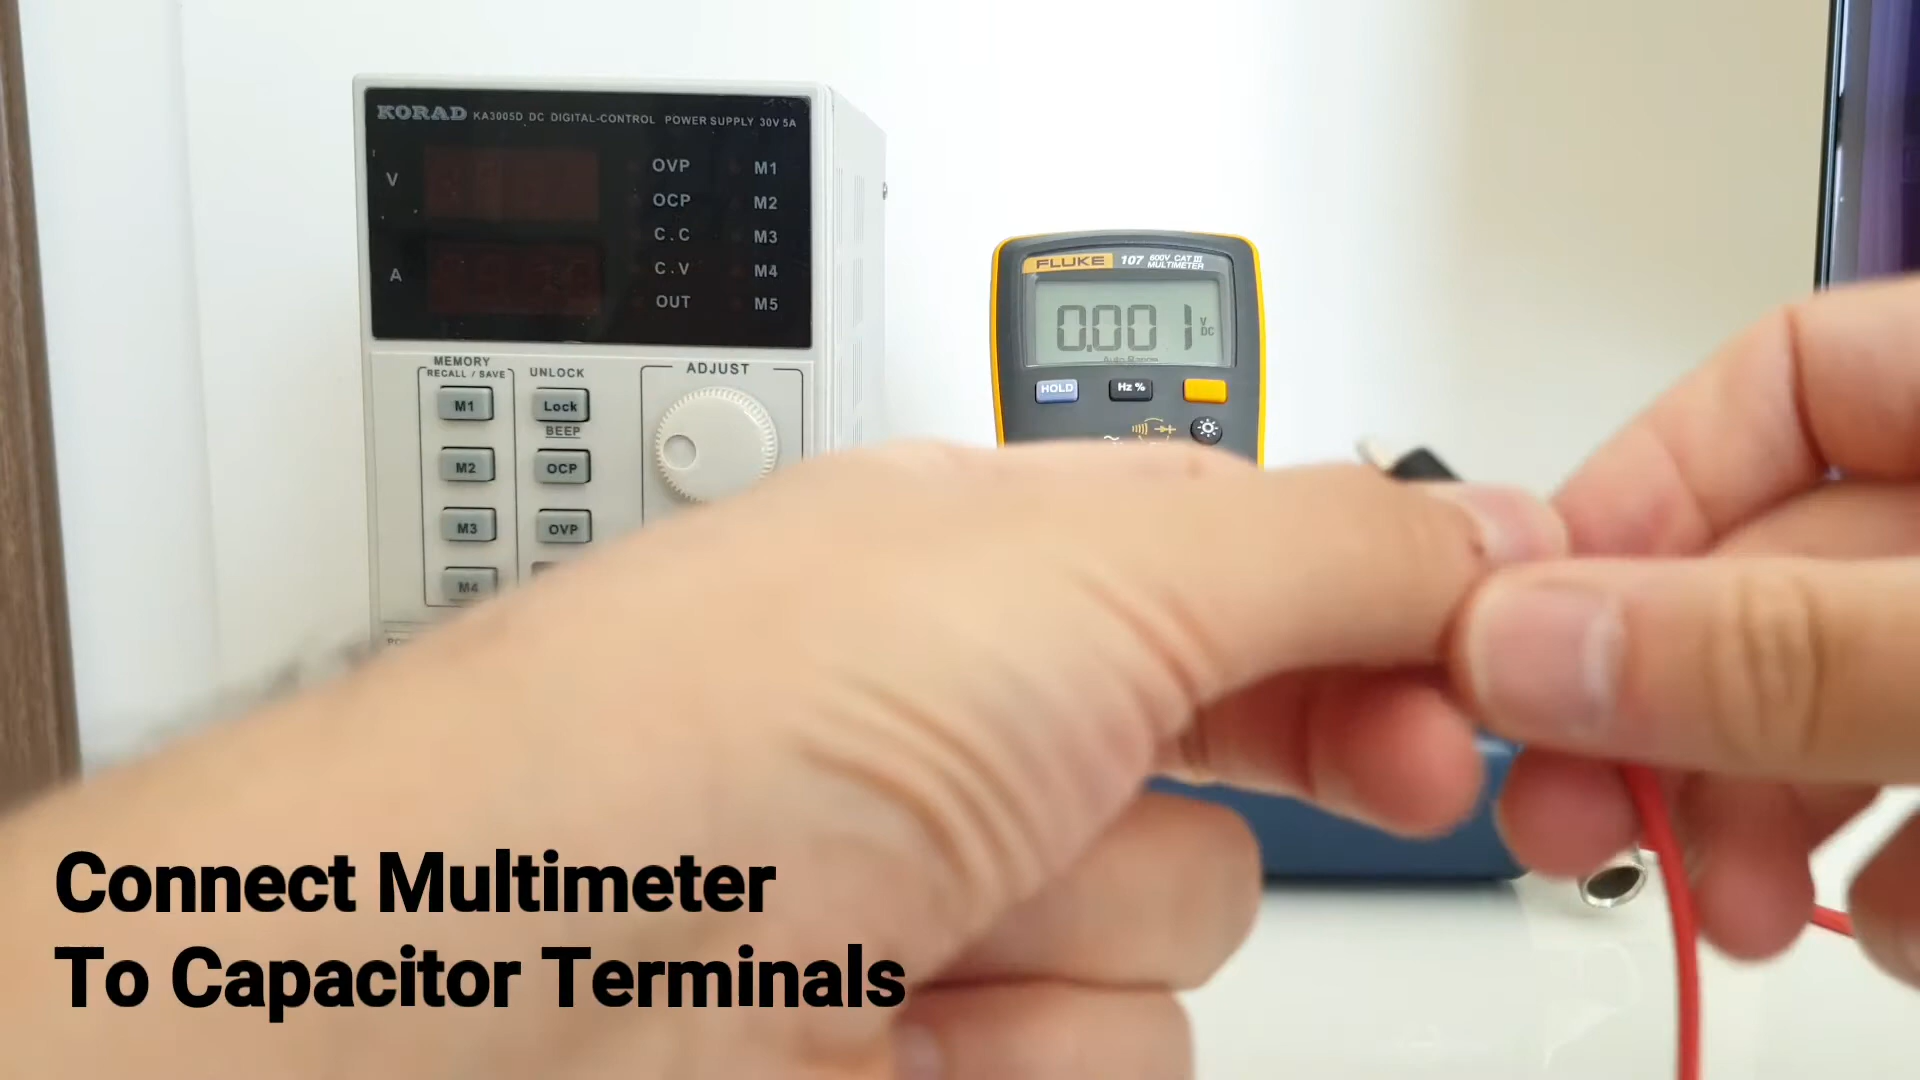 KORAD KA3005D DC DIGITAL-CONTROL POWER SUPPLY 30V 5A
V
A
OVP M1
OCP M2
C.C M3
C.V M4
OUT M5
MEMORY
RECALL / SAVE
UNLOCK
ADJUST
M1 Lock
BEEP
M2 OCP
M3 OVP
M4
FLUKE 107 600V CAT III
MULTIMETER
0.001 V DC
Auto Range
HOLD Hz %
Connect Multimeter
To Capacitor Terminals